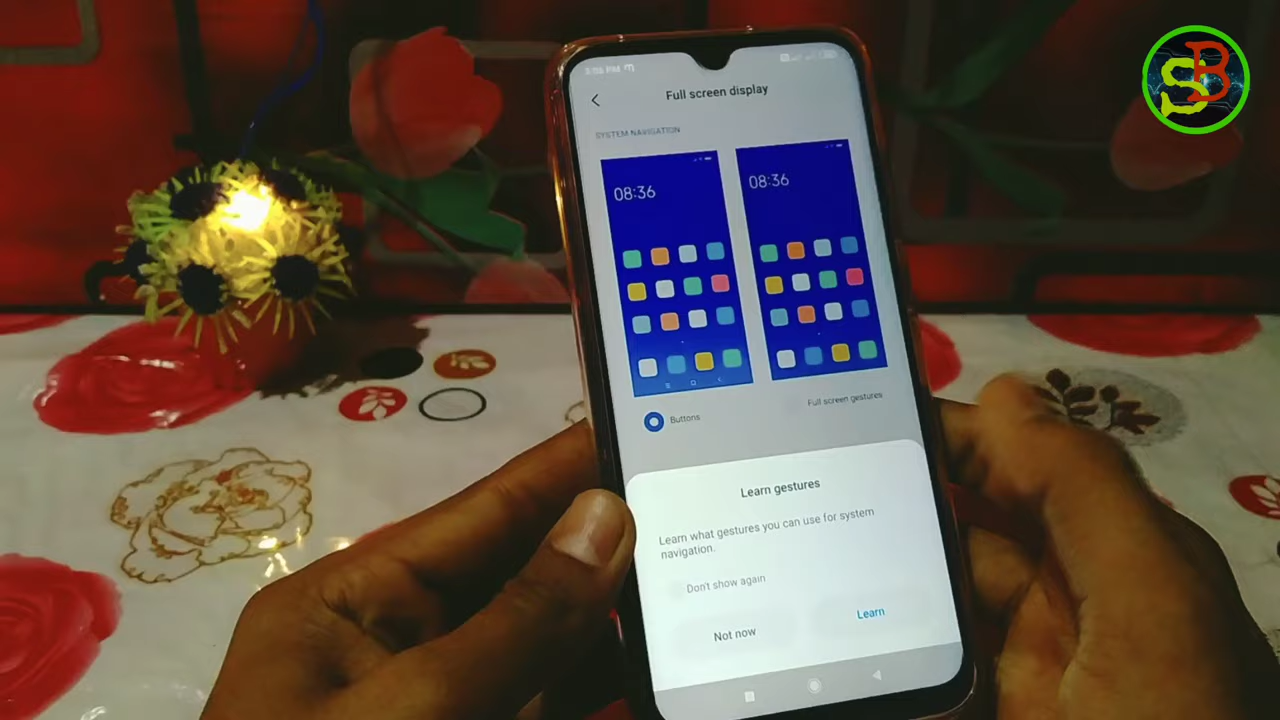 SB
Full screen display
SYSTEM NAVIGATION
08:36
08:36
Buttons
Full screen gestures
Learn gestures
Learn what gestures you can use for system
navigation.
Don't show again
Not now
Learn